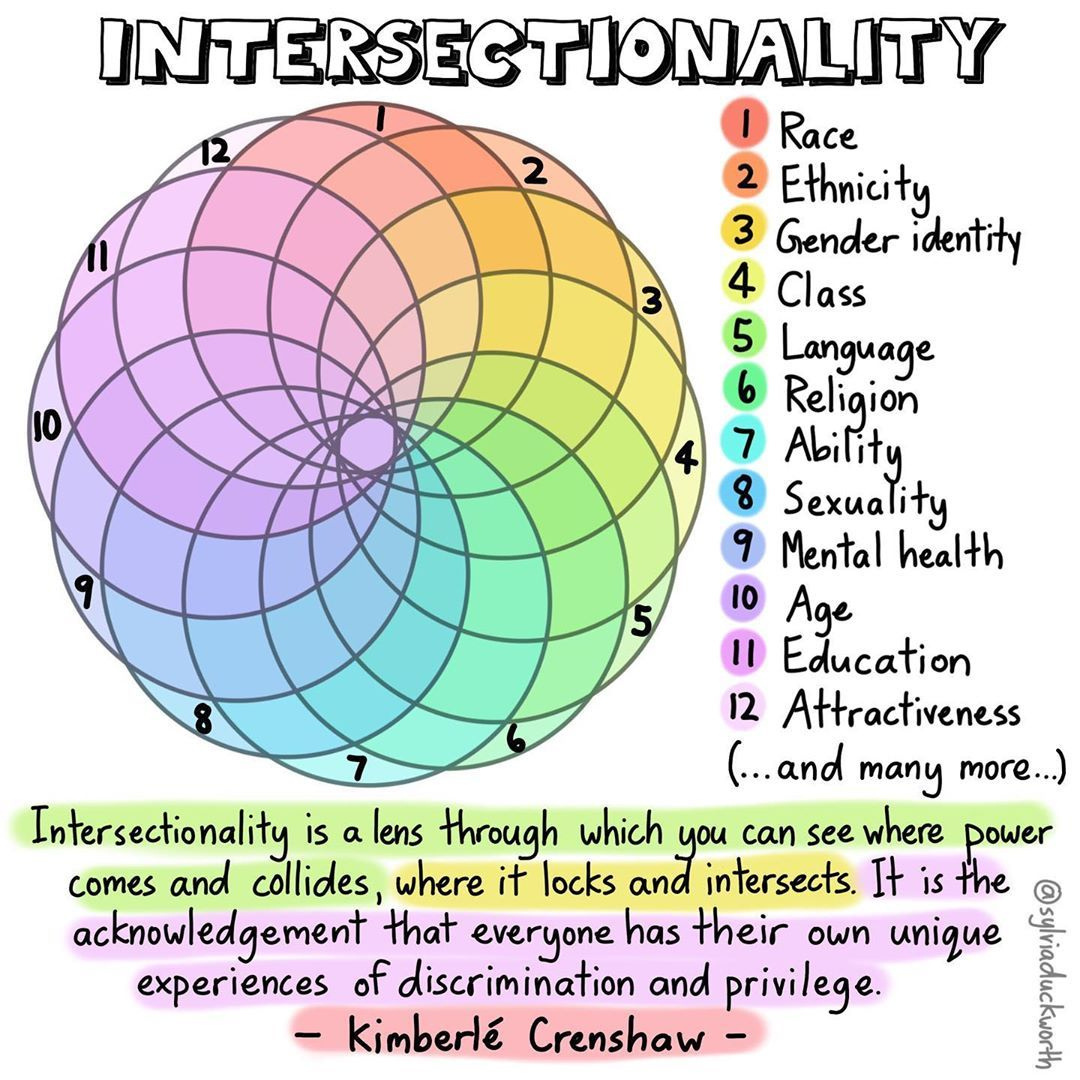 INTERSECTIONALITY
1
2
3
4
5
6
7
8
9
10
11
12
1 Race
2 Ethnicity
3 Gender identity
4 Class
5 Language
6 Religion
7 Ability
8 Sexuality
9 Mental health
10 Age
11 Education
12 Attractiveness
(...and many more...)
Intersectionality is a lens through which you can see where power
comes and collides, where it locks and intersects. It is the
acknowledgement that everyone has their own unique
experiences of discrimination and privilege.
- Kimberlé Crenshaw -
@sylviaduckworth